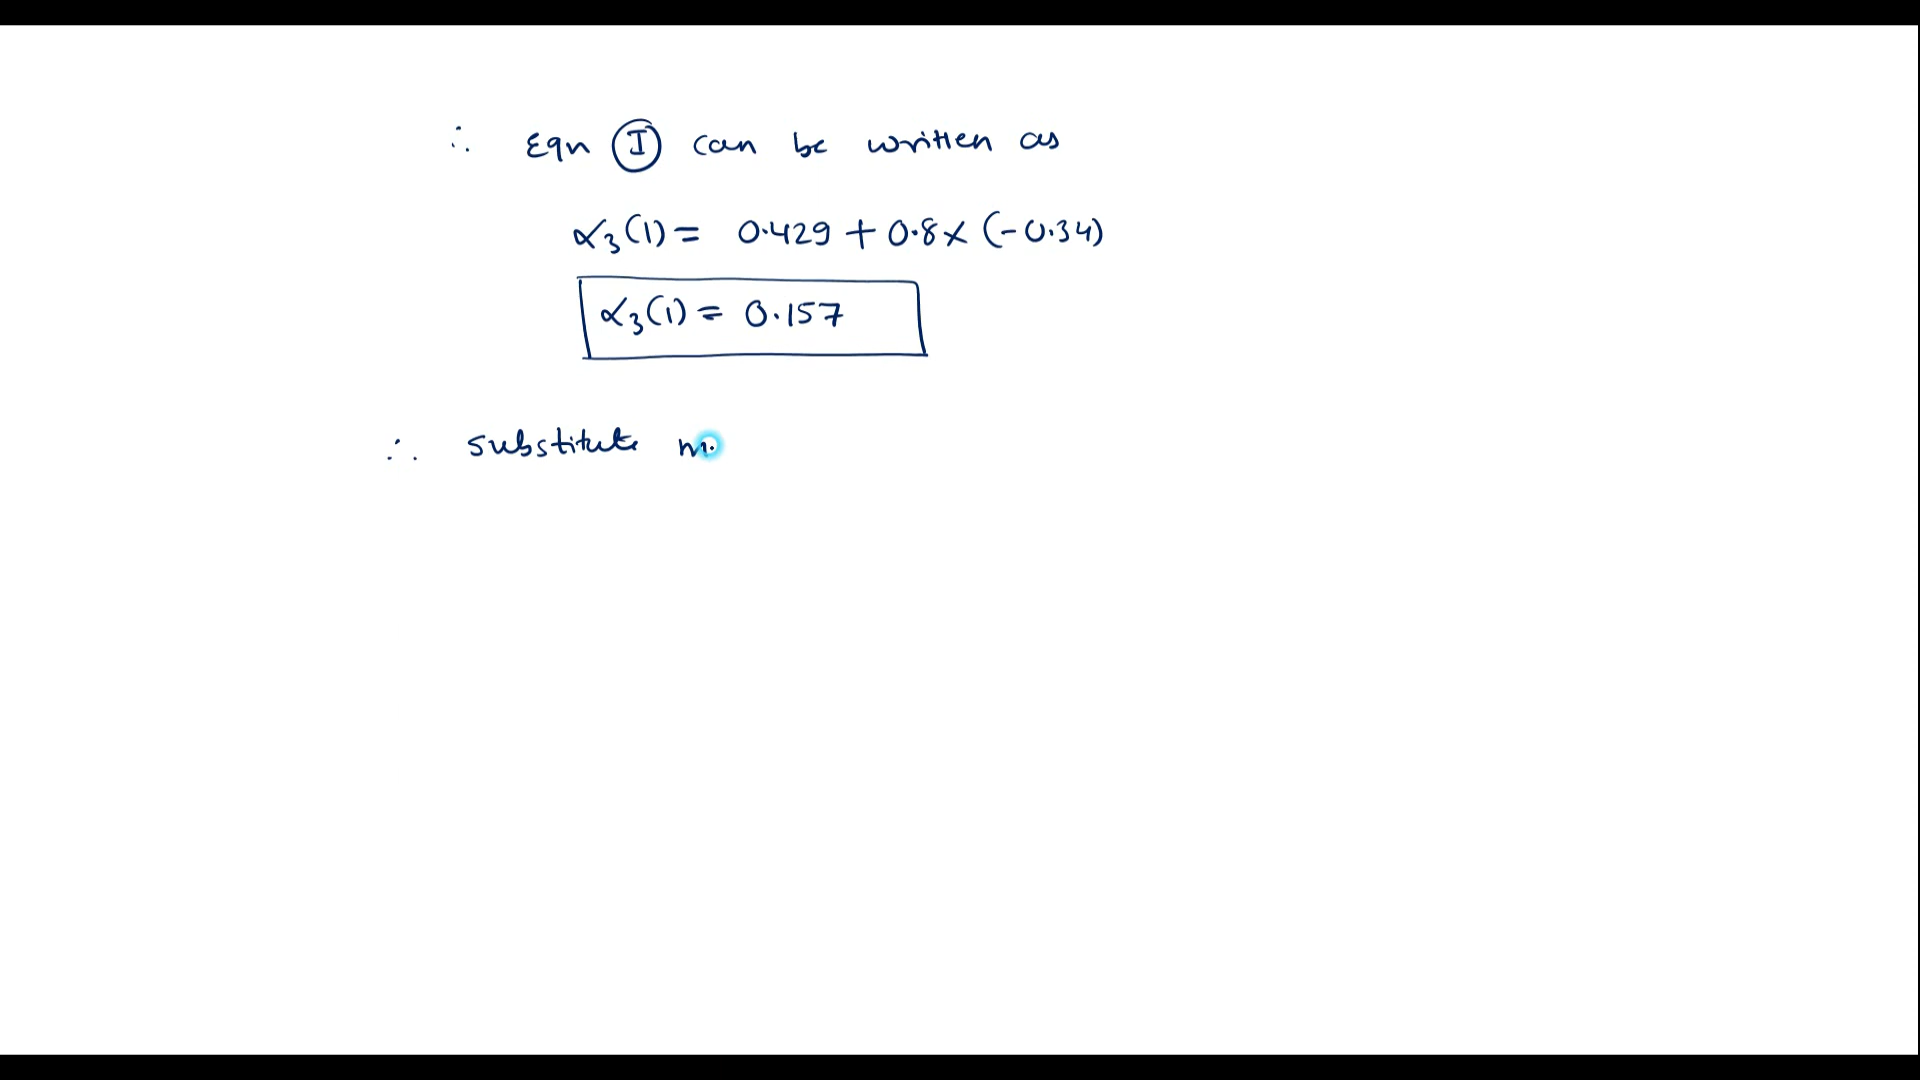 ∴ Eqn Ⓘ can be written as
α₃(1) = 0.429 + 0.8 × (-0.34)
α₃(1) = 0.157
∴ substitute